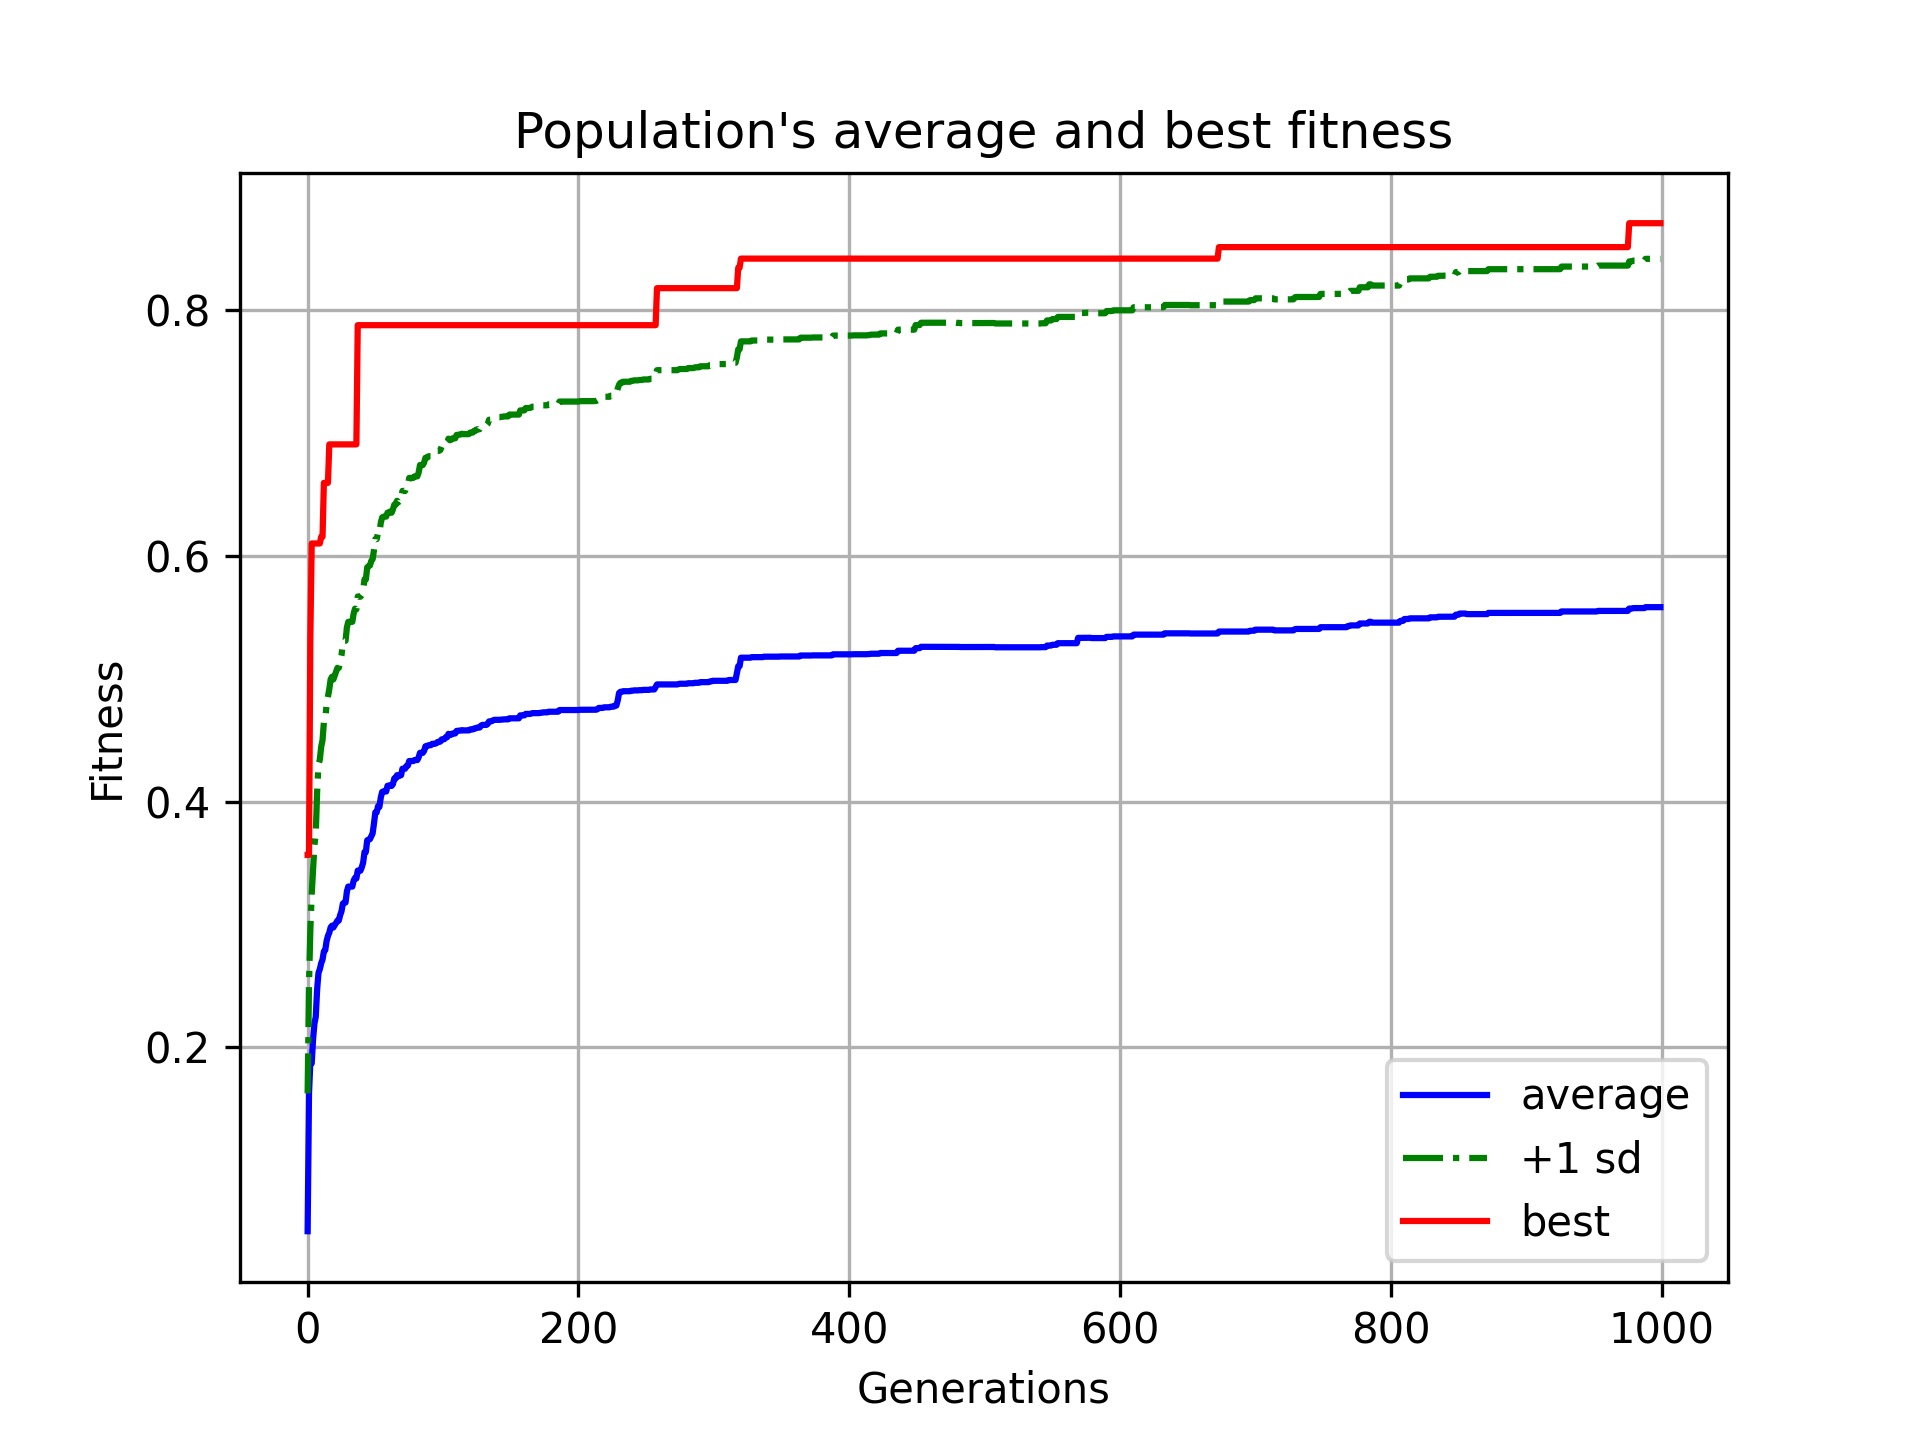 Population's average and best fitness
Fitness
0.8
0.6
0.4
0.2
0 200 400 600 800 1000
Generations
average
+1 sd
best